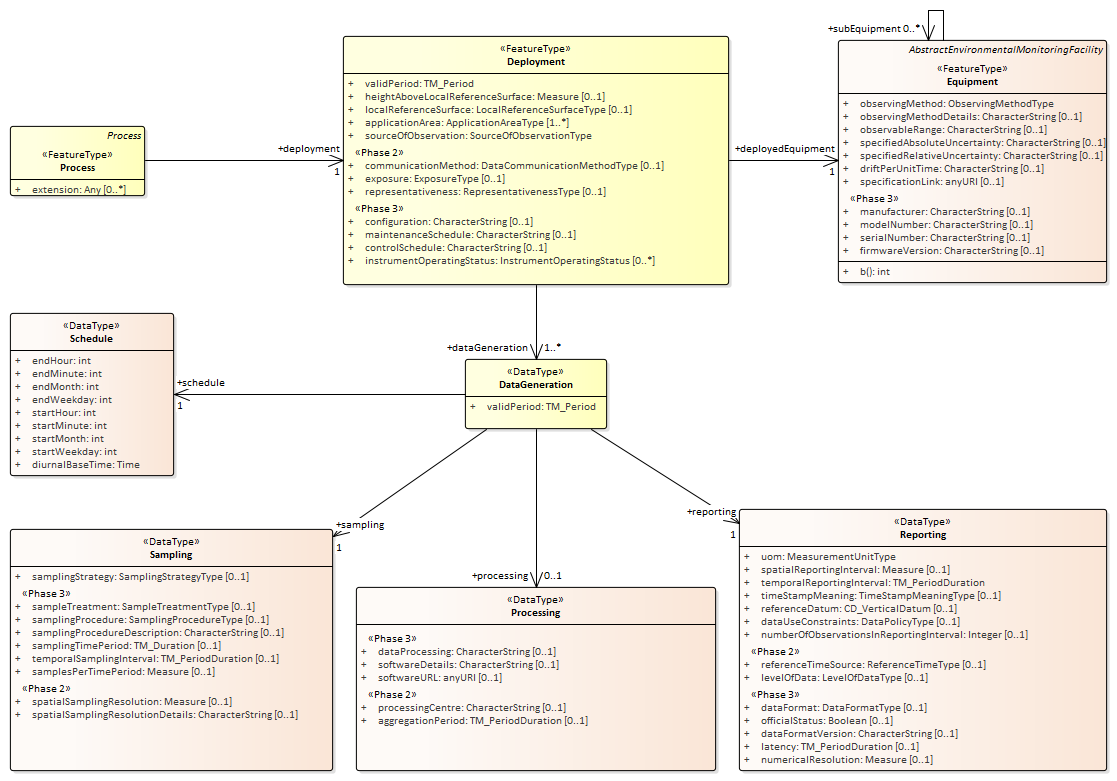 +subEquipment 0..*
«FeatureType»
Deployment
+ validPeriod: TM_Period
+ heightAboveLocalReferenceSurface: Measure [0..1]
+ localReferenceSurface: LocalReferenceSurfaceType [0..1]
+ applicationArea: ApplicationAreaType [1..*]
+ sourceOfObservation: SourceOfObservationType
«Phase 2»
+ communicationMethod: DataCommunicationMethodType [0..1]
+ exposure: ExposureType [0..1]
+ representativeness: RepresentativenessType [0..1]
«Phase 3»
+ configuration: CharacterString [0..1]
+ maintenanceSchedule: CharacterString [0..1]
+ controlSchedule: CharacterString [0..1]
+ instrumentOperatingStatus: InstrumentOperatingStatus [0..*]
AbstractEnvironmentalMonitoringFacility
«FeatureType»
Equipment
+ observingMethod: ObservingMethodType
+ observingMethodDetails: CharacterString [0..1]
+ observableRange: CharacterString [0..1]
+ specifiedAbsoluteUncertainty: CharacterString [0..1]
+ specifiedRelativeUncertainty: CharacterString [0..1]
+ driftPerUnitTime: CharacterString [0..1]
+ specificationLink: anyURI [0..1]
«Phase 3»
+ manufacturer: CharacterString [0..1]
+ modelNumber: CharacterString [0..1]
+ serialNumber: CharacterString [0..1]
+ firmwareVersion: CharacterString [0..1]
+ b(): int
Process
«FeatureType»
Process
+ extension: Any [0..*]
+deployment
1
+deployedEquipment
1
«DataType»
Schedule
+ endHour: int
+ endMinute: int
+ endMonth: int
+ endWeekday: int
+ startHour: int
+ startMinute: int
+ startMonth: int
+ startWeekday: int
+ diurnalBaseTime: Time
+schedule
1
+dataGeneration 1..*
«DataType»
DataGeneration
+ validPeriod: TM_Period
+sampling
1
+processing 0..1
+reporting
1
«DataType»
Sampling
+ samplingStrategy: SamplingStrategyType [0..1]
«Phase 3»
+ sampleTreatment: SampleTreatmentType [0..1]
+ samplingProcedure: SamplingProcedureType [0..1]
+ samplingProcedureDescription: CharacterString [0..1]
+ samplingTimePeriod: TM_Duration [0..1]
+ temporalSamplingInterval: TM_PeriodDuration [0..1]
+ samplesPerTimePeriod: Measure [0..1]
«Phase 2»
+ spatialSamplingResolution: Measure [0..1]
+ spatialSamplingResolutionDetails: CharacterString [0..1]
«DataType»
Processing
«Phase 3»
+ dataProcessing: CharacterString [0..1]
+ softwareDetails: CharacterString [0..1]
+ softwareURL: anyURI [0..1]
«Phase 2»
+ processingCentre: CharacterString [0..1]
+ aggregationPeriod: TM_PeriodDuration [0..1]
«DataType»
Reporting
+ uom: MeasurementUnitType
+ spatialReportingInterval: Measure [0..1]
+ temporalReportingInterval: TM_PeriodDuration
+ timeStampMeaning: TimeStampMeaningType [0..1]
+ referenceDatum: CD_VerticalDatum [0..1]
+ dataUseConstraints: DataPolicyType [0..1]
+ numberOfObservationsInReportingInterval: Integer [0..1]
«Phase 2»
+ referenceTimeSource: ReferenceTimeType [0..1]
+ levelOfData: LevelOfDataType [0..1]
«Phase 3»
+ dataFormat: DataFormatType [0..1]
+ officialStatus: Boolean [0..1]
+ dataFormatVersion: CharacterString [0..1]
+ latency: TM_PeriodDuration [0..1]
+ numericalResolution: Measure [0..1]